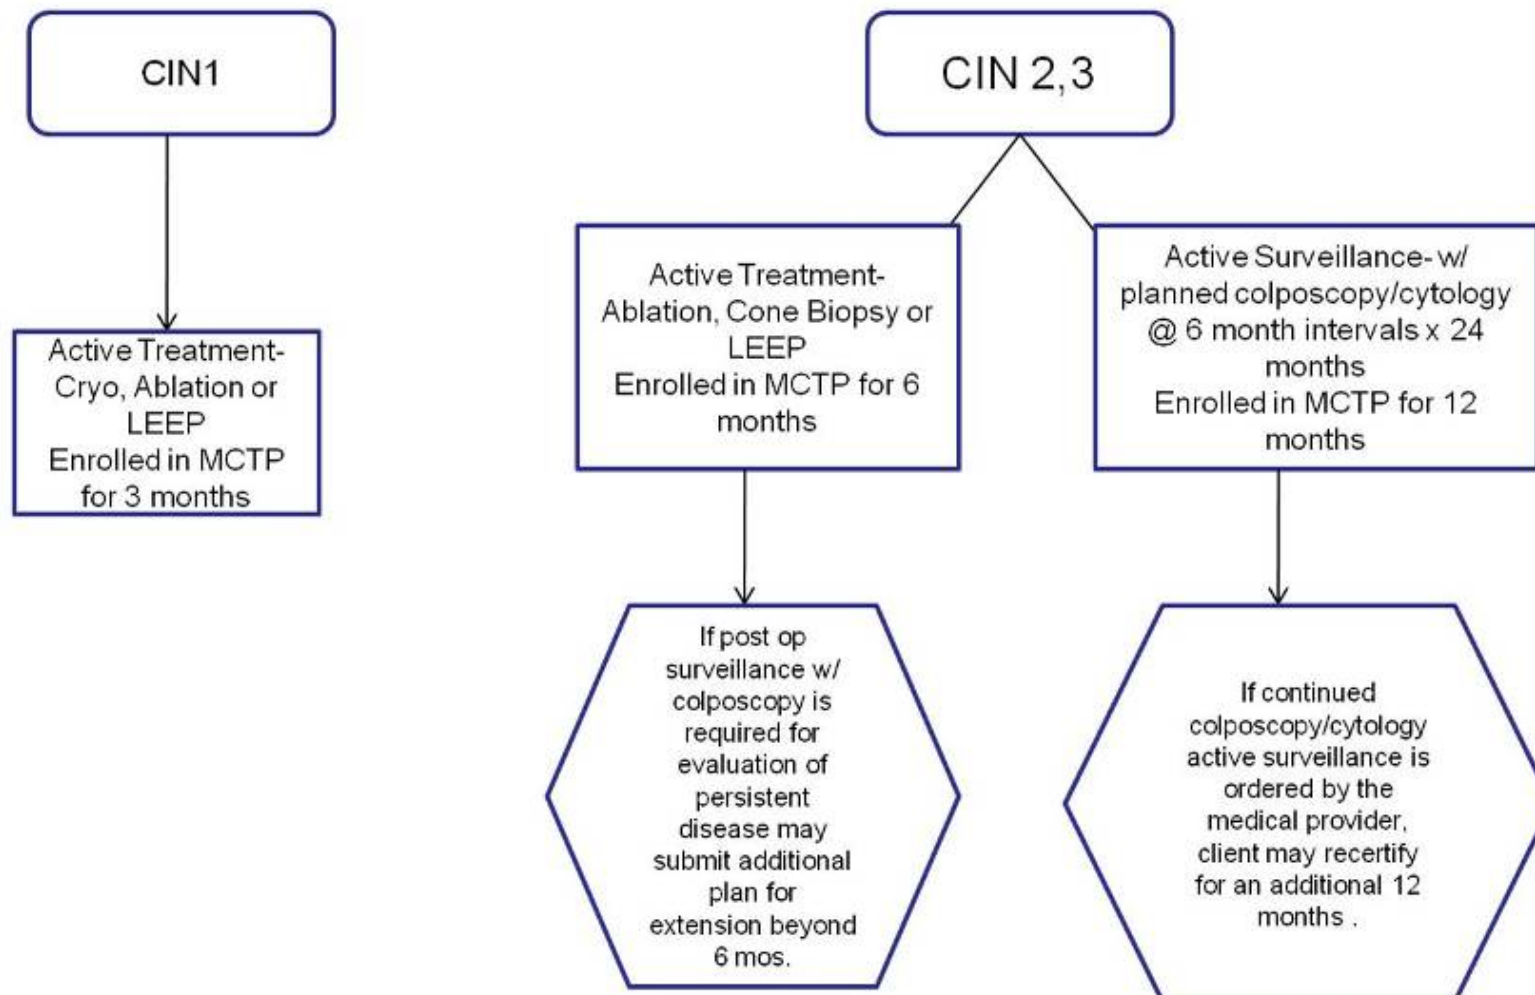 CIN1
Active Treatment-
Cryo, Ablation or
LEEP
Enrolled in MCTP
for 3 months
CIN 2,3
Active Treatment-
Ablation, Cone Biopsy or
LEEP
Enrolled in MCTP for 6
months
Active Surveillance- w/
planned colposcopy/cytology
@ 6 month intervals x 24
months
Enrolled in MCTP for 12
months
If post op
surveillance w/
colposcopy is
required for
evaluation of
persistent
disease may
submit additional
plan for
extension beyond
6 mos.
If continued
colposcopy/cytology
active surveillance is
ordered by the
medical provider,
client may recertify
for an additional 12
months .